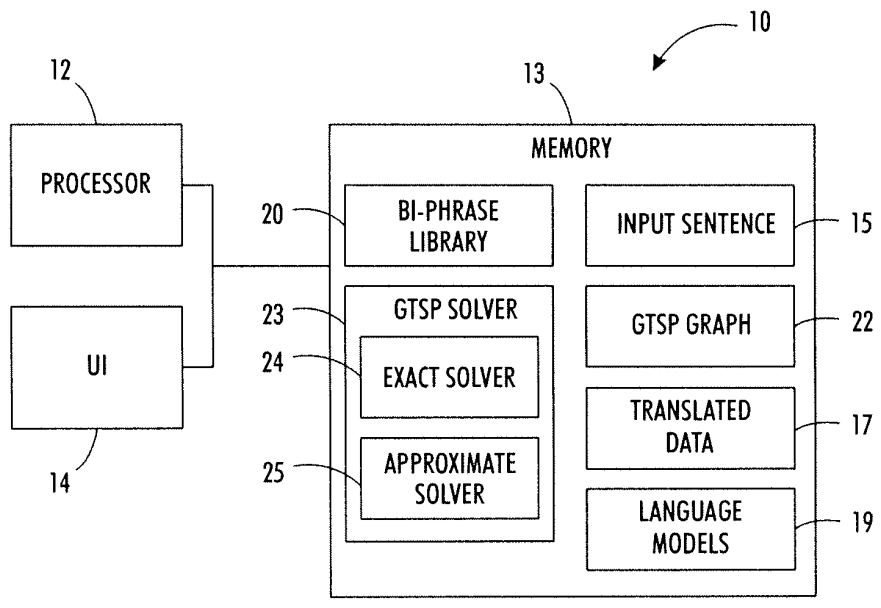 10
12
13
PROCESSOR
MEMORY
20
BI-PHRASE
LIBRARY
INPUT SENTENCE
15
23
GTSP SOLVER
GTSP GRAPH
22
UI
24
EXACT SOLVER
TRANSLATED
DATA
17
14
25
APPROXIMATE
SOLVER
LANGUAGE
MODELS
19